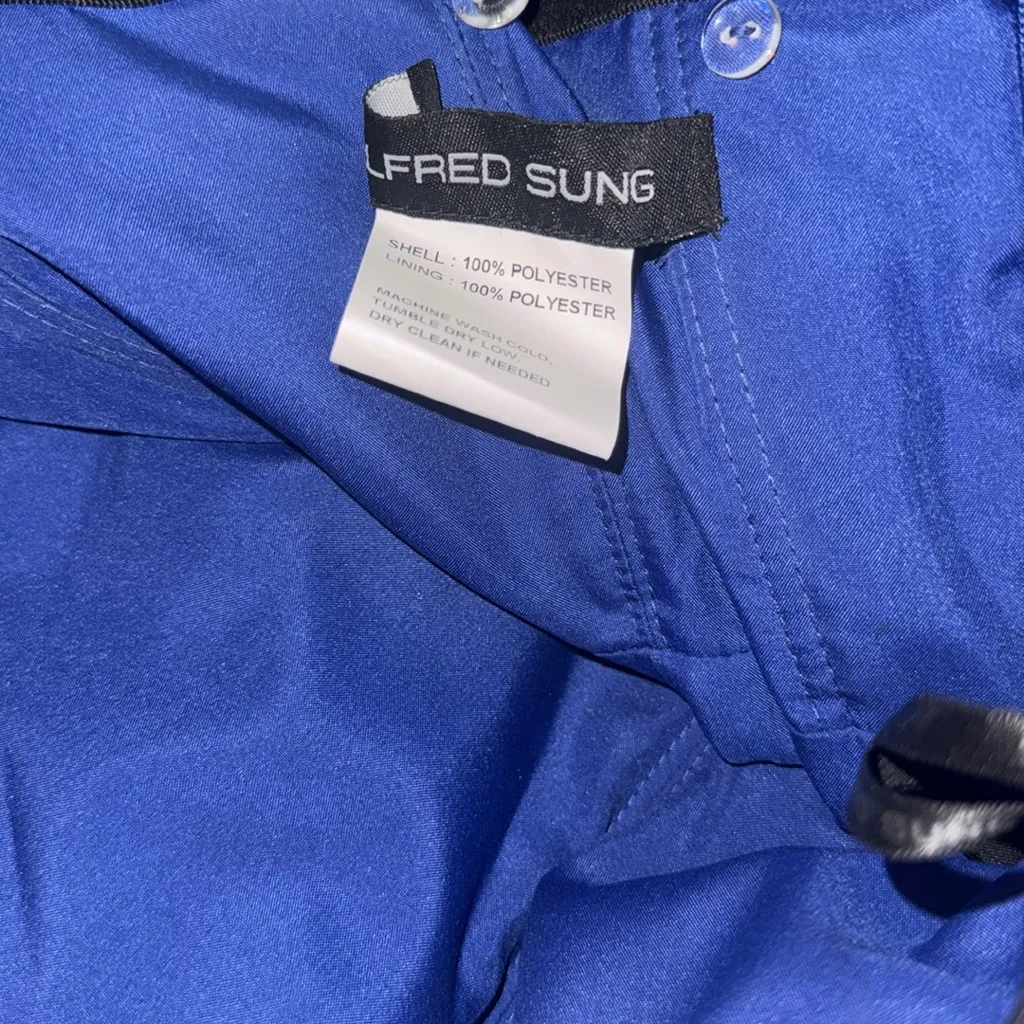 LFRED SUNG
SHELL : 100% POLYESTER
LINING : 100% POLYESTER
MACHINE WASH COLD.
TUMBLE DRY LOW.
DRY CLEAN IF NEEDED